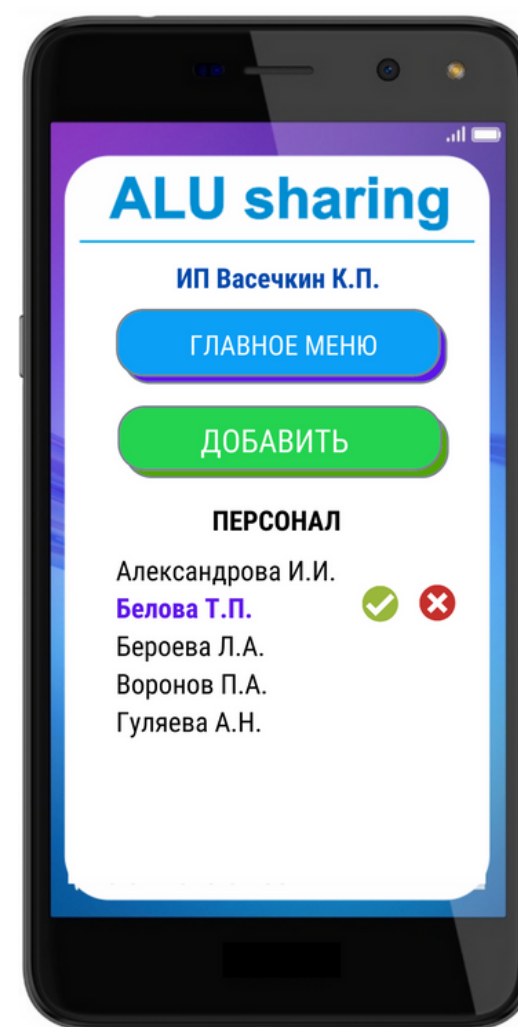 ALU sharing
ИП Васечкин К.П.
ГЛАВНОЕ МЕНЮ
ДОБАВИТЬ
ПЕРСОНАЛ
Александрова И.И.
Белова Т.П.
Бероева Л.А.
Воронов П.А.
Гуляева А.Н.